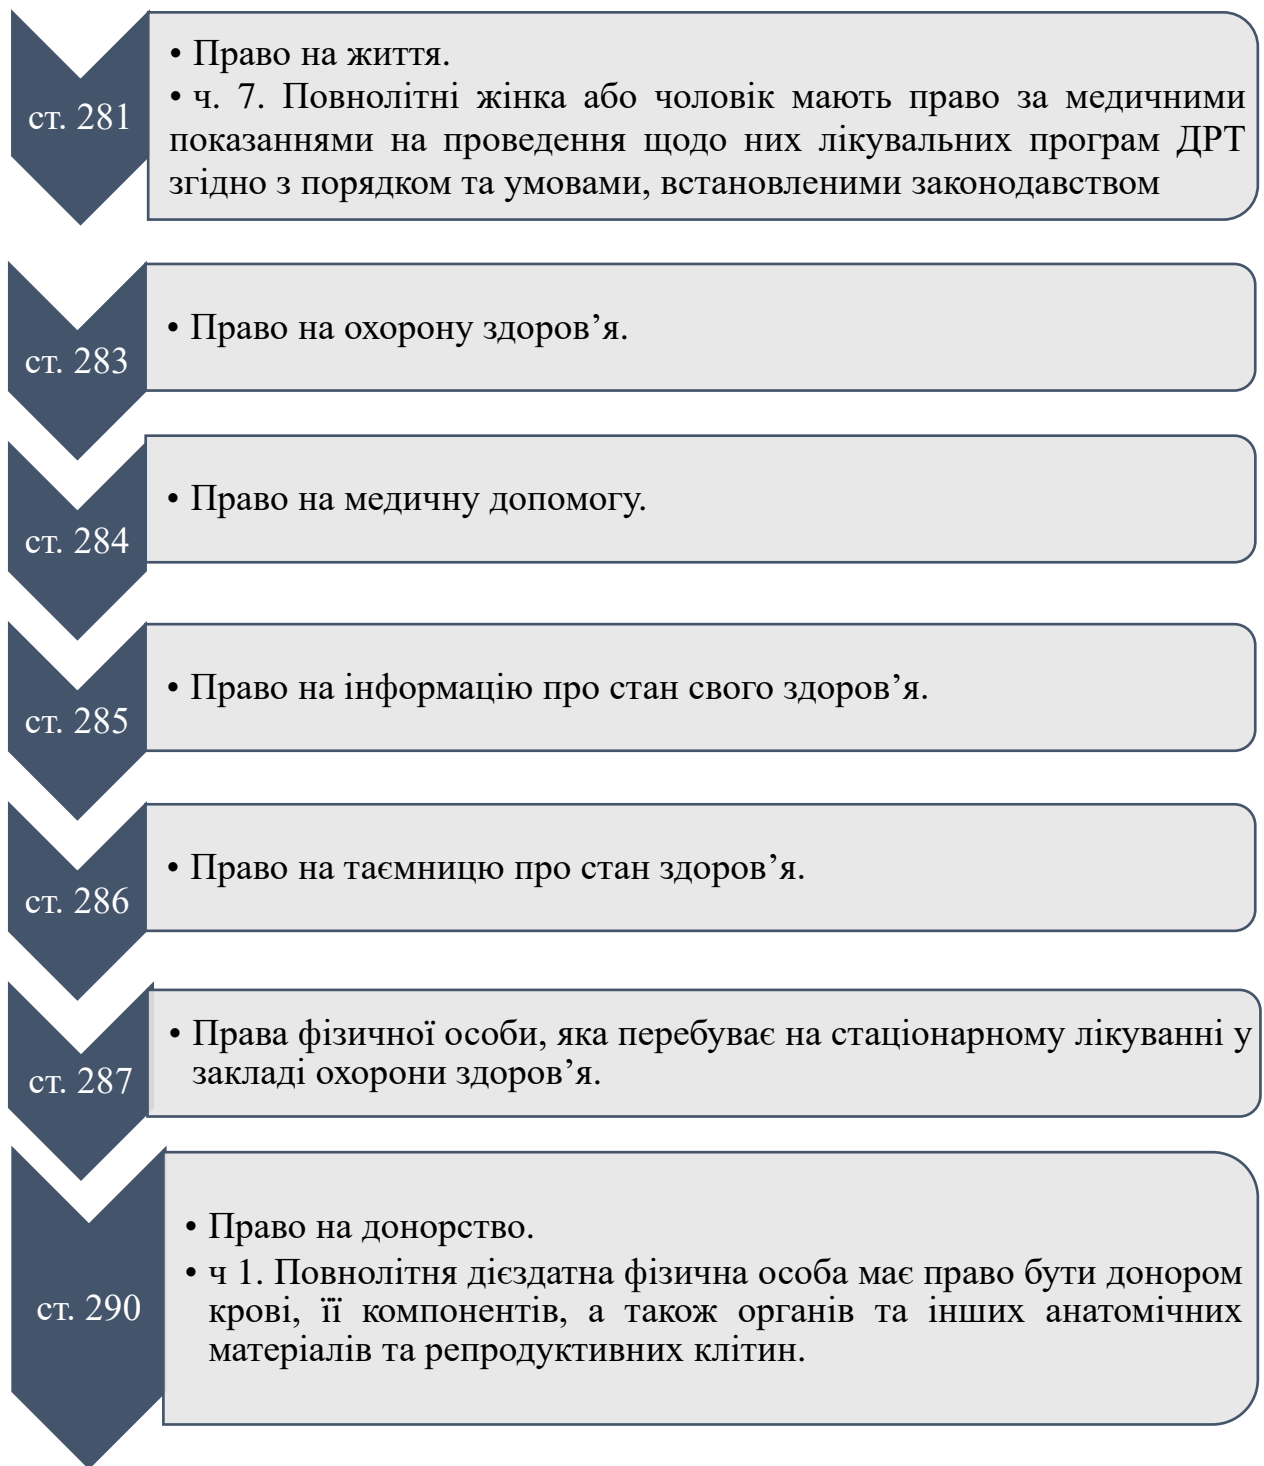 ст. 281
• Право на життя.
• ч. 7. Повнолітні жінка або чоловік мають право за медичними
показаннями на проведення щодо них лікувальних програм ДРТ
згідно з порядком та умовами, встановленими законодавством
ст. 283
• Право на охорону здоров’я.
ст. 284
• Право на медичну допомогу.
ст. 285
• Право на інформацію про стан свого здоров’я.
ст. 286
• Право на таємницю про стан здоров’я.
ст. 287
• Права фізичної особи, яка перебуває на стаціонарному лікуванні у
закладі охорони здоров’я.
ст. 290
• Право на донорство.
• ч 1. Повнолітня дієздатна фізична особа має право бути донором
крові, її компонентів, а також органів та інших анатомічних
матеріалів та репродуктивних клітин.